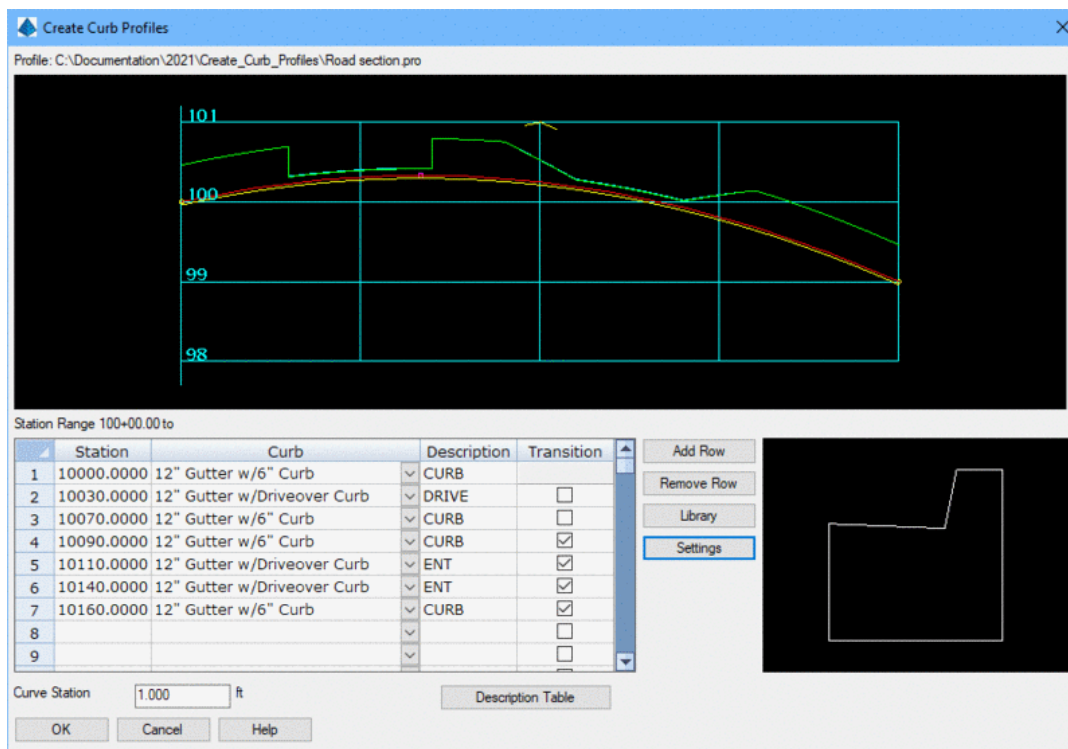 Create Curb Profiles
Profile: C:\Documentation\2021\Create_Curb_Profiles\Road section.pro
101
100
99
98
Station Range 100+00.00 to
Station Curb Description Transition
1 10000.0000 12" Gutter w/6" Curb CURB
2 10030.0000 12" Gutter w/Driveover Curb DRIVE
3 10070.0000 12" Gutter w/6" Curb CURB
4 10090.0000 12" Gutter w/6" Curb CURB
5 10110.0000 12" Gutter w/Driveover Curb ENT
6 10140.0000 12" Gutter w/Driveover Curb ENT
7 10160.0000 12" Gutter w/6" Curb CURB
8
9
Add Row
Remove Row
Library
Settings
Curve Station 1.000 ft
Description Table
OK Cancel Help